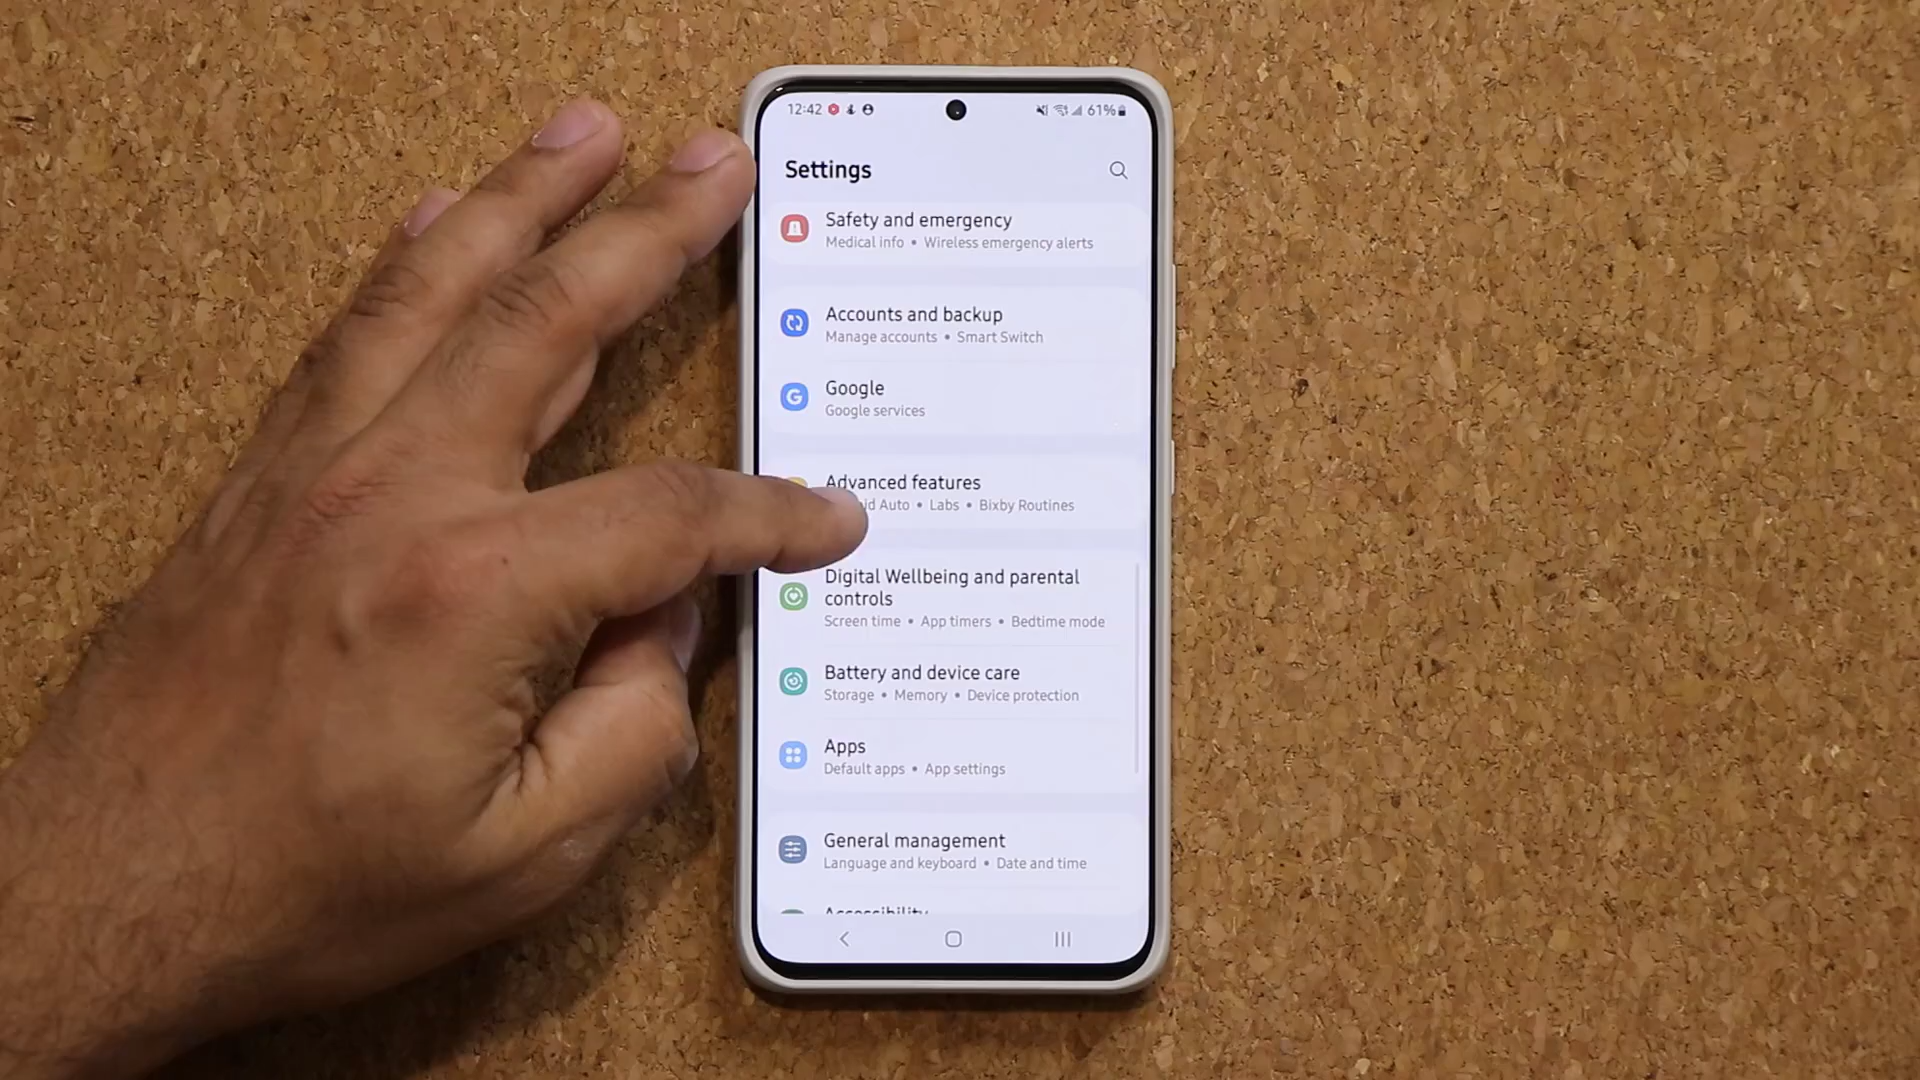 12:42 61%
Settings
Safety and emergency
Medical info • Wireless emergency alerts
Accounts and backup
Manage accounts • Smart Switch
G Google
Google services
Advanced features
Auto • Labs • Bixby Routines
Digital Wellbeing and parental
controls
Screen time • App timers • Bedtime mode
Battery and device care
Storage • Memory • Device protection
Apps
Default apps • App settings
General management
Language and keyboard • Date and time